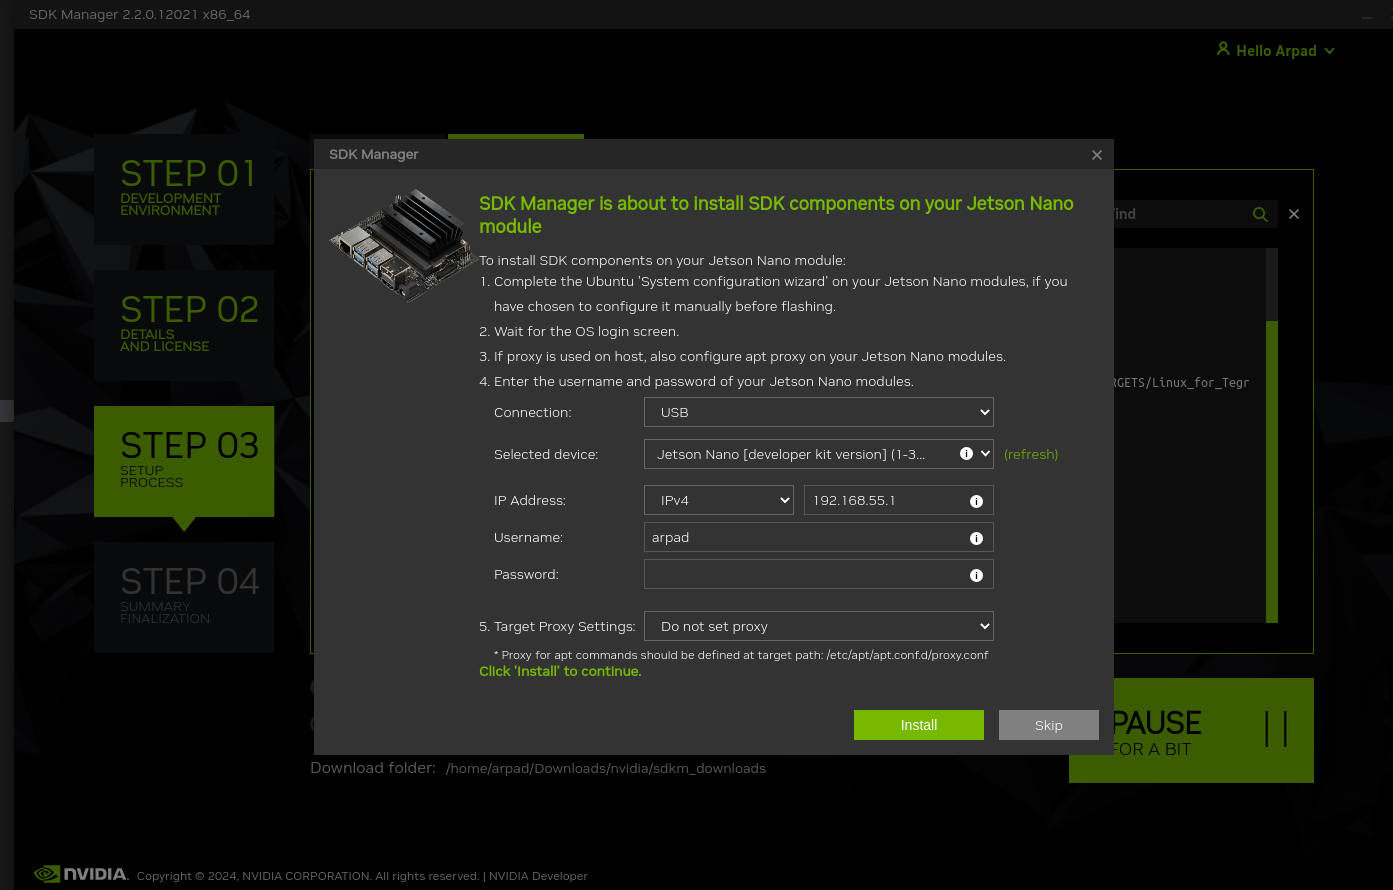 SDK Manager 2.2.0.12021 x86_64
Hello Arpad
STEP 01
DEVELOPMENT
ENVIRONMENT
STEP 02
DETAILS
AND LICENSE
STEP 03
SETUP
PROCESS
STEP 04
SUMMARY
FINALIZATION
SDK Manager
SDK Manager is about to install SDK components on your Jetson Nano
module
To install SDK components on your Jetson Nano module:
1. Complete the Ubuntu 'System configuration wizard' on your Jetson Nano modules, if you
have chosen to configure it manually before flashing.
2. Wait for the OS login screen.
3. If proxy is used on host, also configure apt proxy on your Jetson Nano modules.
4. Enter the username and password of your Jetson Nano modules.
Connection: USB
Selected device: Jetson Nano [developer kit version] (1-3... (refresh)
IP Address: IPv4 192.168.55.1
Username: arpad
Password:
5. Target Proxy Settings: Do not set proxy
* Proxy for apt commands should be defined at target path: /etc/apt/apt.conf.d/proxy.conf
Click 'Install' to continue.
Install Skip
RGETS/Linux_for_Tegr
PAUSE
FOR A BIT
Download folder: /home/arpad/Downloads/nvidia/sdkm_downloads
NVIDIA. Copyright © 2024, NVIDIA CORPORATION. All rights reserved. | NVIDIA Developer